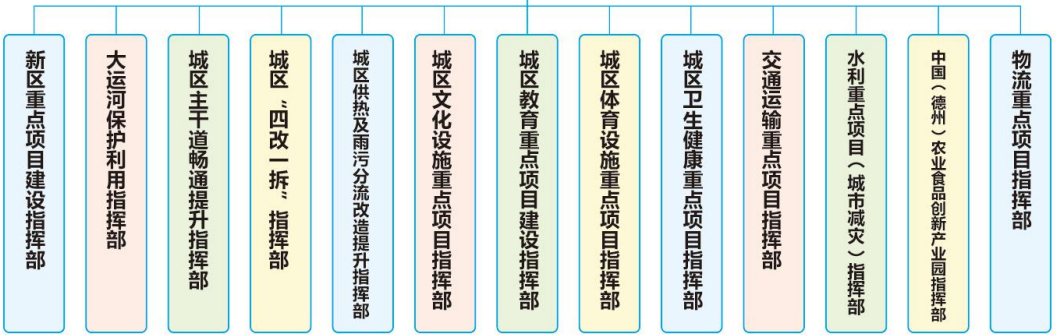 新区重点项目建设指挥部
大运河保护利用指挥部
城区主干道畅通提升指挥部
城区“四改一拆”指挥部
城区供热及雨污分流改造提升指挥部
城区文化设施重点项目指挥部
城区教育重点项目建设指挥部
城区体育设施重点项目指挥部
城区卫生健康重点项目指挥部
交通运输重点项目指挥部
水利重点项目（城市减灾）指挥部
中国（德州）农业食品创新产业园指挥部
物流重点项目指挥部